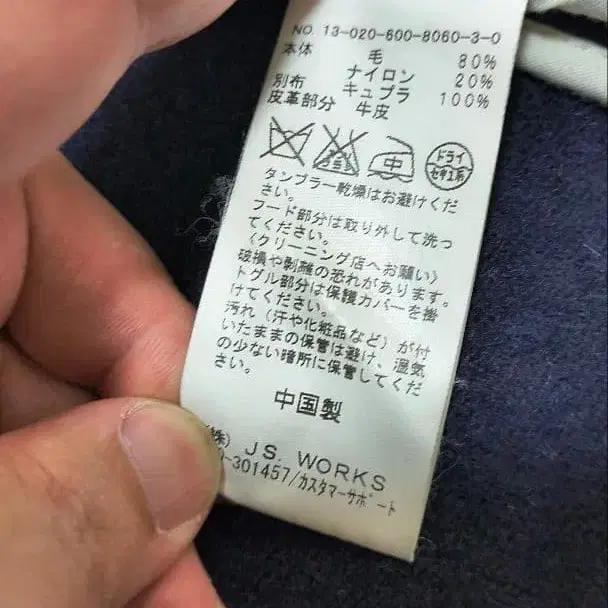 NO. 13-020-600-8060-3-0
本体 毛 80%
ナイロン 20%
別布 キュプラ 100%
皮革部分 牛皮
中 ドライ セキユ系
タンブラー乾燥はお避けくだ
さい。
フード部分は取り外して洗っ
てください。
(クリーニング店へお願い)
破損や剥離の恐れがあります。
トグル部分は保護カバーを掛
けてください。
汚れ(汗や化粧品など)が付
いたままの保管は避け、湿気
の少ない暗所に保管してくだ
さい。
中国製
(株) JS. WORKS
0-301457/カスタマーサポート